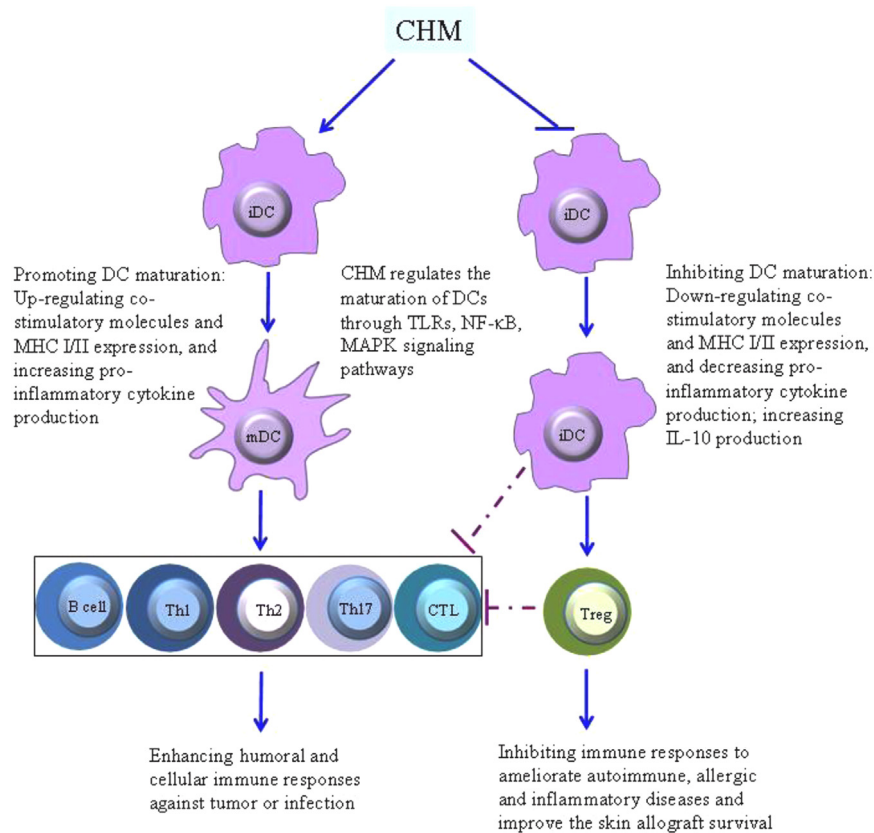 CHM
iDC
iDC
Promoting DC maturation:
Up-regulating co-
stimulatory molecules and
MHC I/II expression, and
increasing pro-
inflammatory cytokine
production
CHM regulates the
maturation of DCs
through TLRs, NF-κB,
MAPK signaling
pathways
Inhibiting DC maturation:
Down-regulating co-
stimulatory molecules
and MHC I/II expression,
and decreasing pro-
inflammatory cytokine
production; increasing
IL-10 production
mDC
iDC
B cell
Th1
Th2
Th17
CTL
Treg
Enhancing humoral and
cellular immune responses
against tumor or infection
Inhibiting immune responses to
ameliorate autoimmune, allergic
and inflammatory diseases and
improve the skin allograft survival